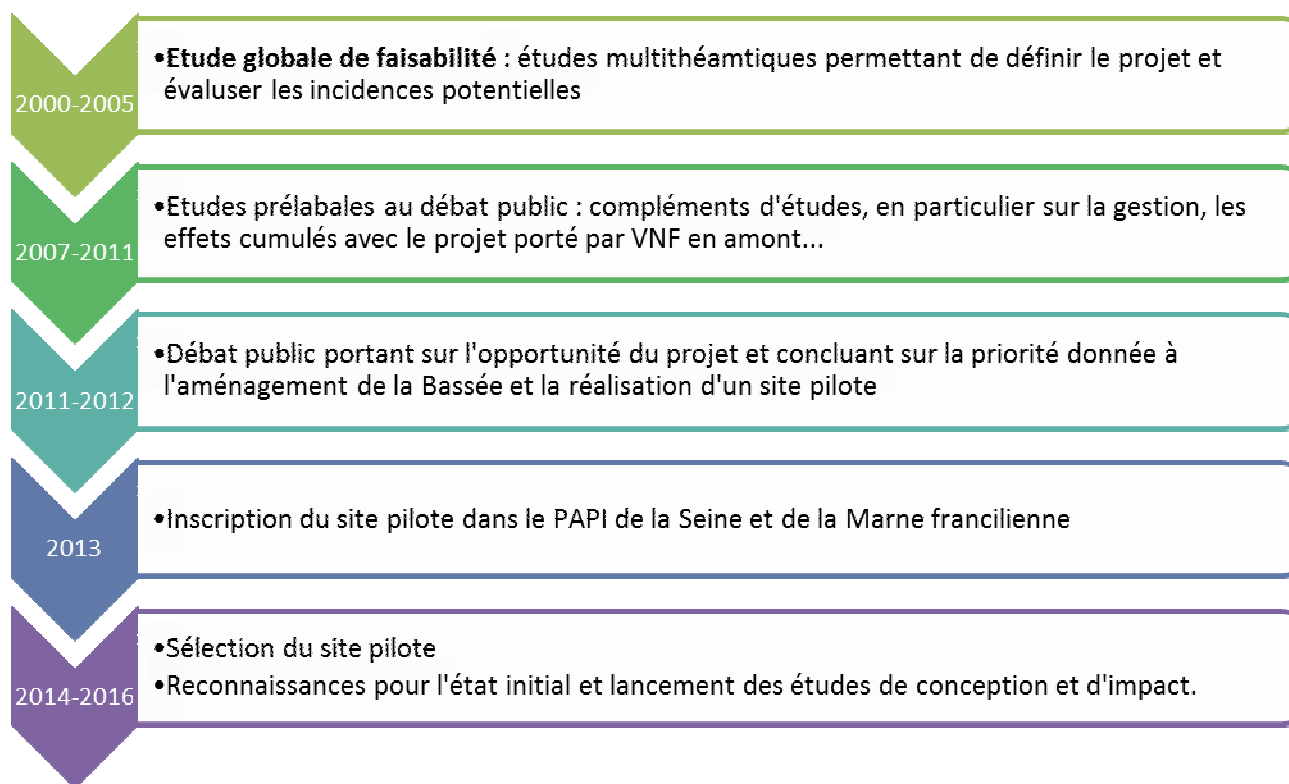 2000-2005
•Etude globale de faisabilité : études multithéamtiques permettant de définir le projet et
évaluer les incidences potentielles
2007-2011
•Etudes prélabales au débat public : compléments d'études, en particulier sur la gestion, les
effets cumulés avec le projet porté par VNF en amont...
2011-2012
•Débat public portant sur l'opportunité du projet et concluant sur la priorité donnée à
l'aménagement de la Bassée et la réalisation d'un site pilote
2013
•Inscription du site pilote dans le PAPI de la Seine et de la Marne francilienne
2014-2016
•Sélection du site pilote
•Reconnaissances pour l'état initial et lancement des études de conception et d'impact.